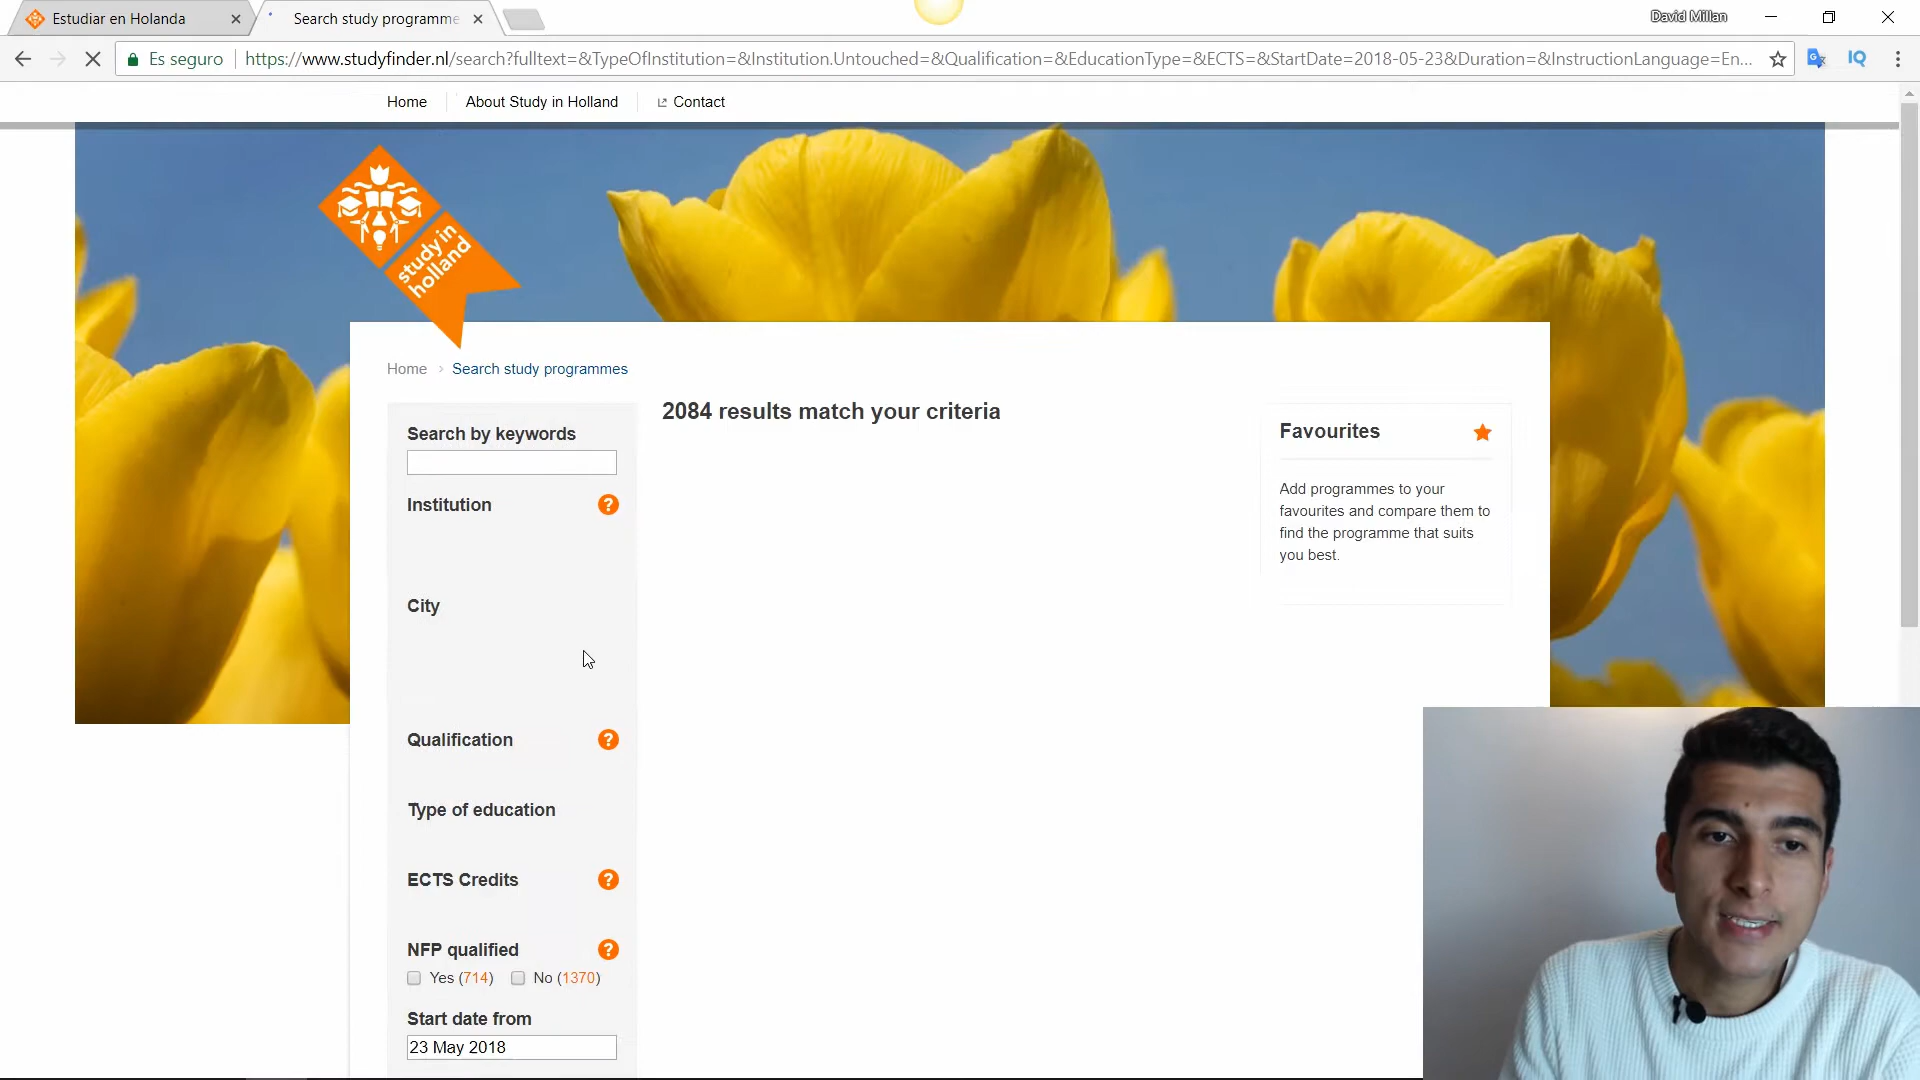 Estudiar en Holanda
Search study programme
David Millan
Es seguro
https://www.studyfinder.nl/search?fulltext=&TypeOfInstitution=&Institution.Untouched=&Qualification=&EducationType=&ECTS=&StartDate=2018-05-23&Duration=&InstructionLanguage=En...
IQ
Home
About Study in Holland
Contact
study in
holland
Home
Search study programmes
2084 results match your criteria
Search by keywords
Institution
?
City
Qualification
?
Type of education
ECTS Credits
?
NFP qualified
?
Yes (714)
No (1370)
Start date from
23 May 2018
Favourites
Add programmes to your
favourites and compare them to
find the programme that suits
you best.